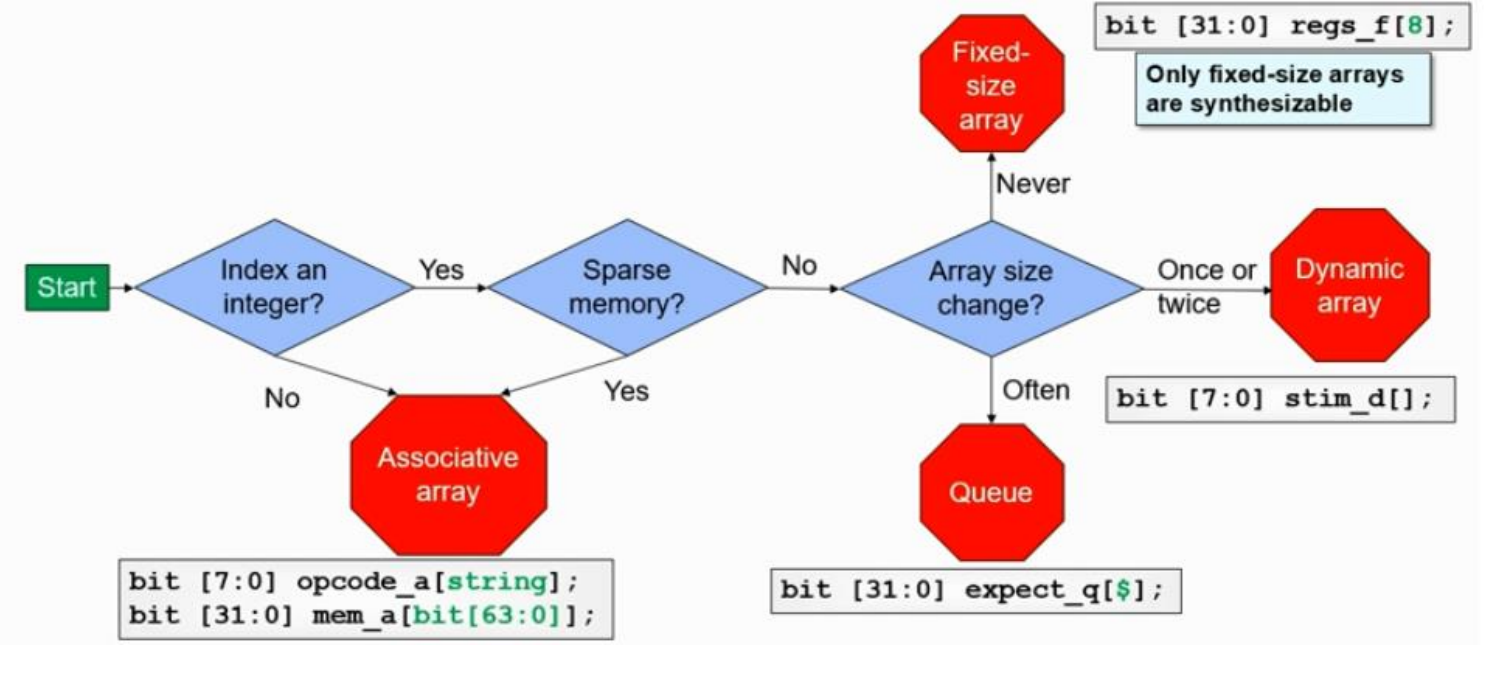 bit [31:0] regs_f[8];
Only fixed-size arrays
are synthesizable
Fixed-
size
array
Never
Start
Index an
integer?
Yes
Sparse
memory?
No
Array size
change?
Once or
twice
Dynamic
array
bit [7:0] stim_d[];
No
Yes
Often
Associative
array
Queue
bit [7:0] opcode_a[string];
bit [31:0] mem_a[bit[63:0]];
bit [31:0] expect_q[$];